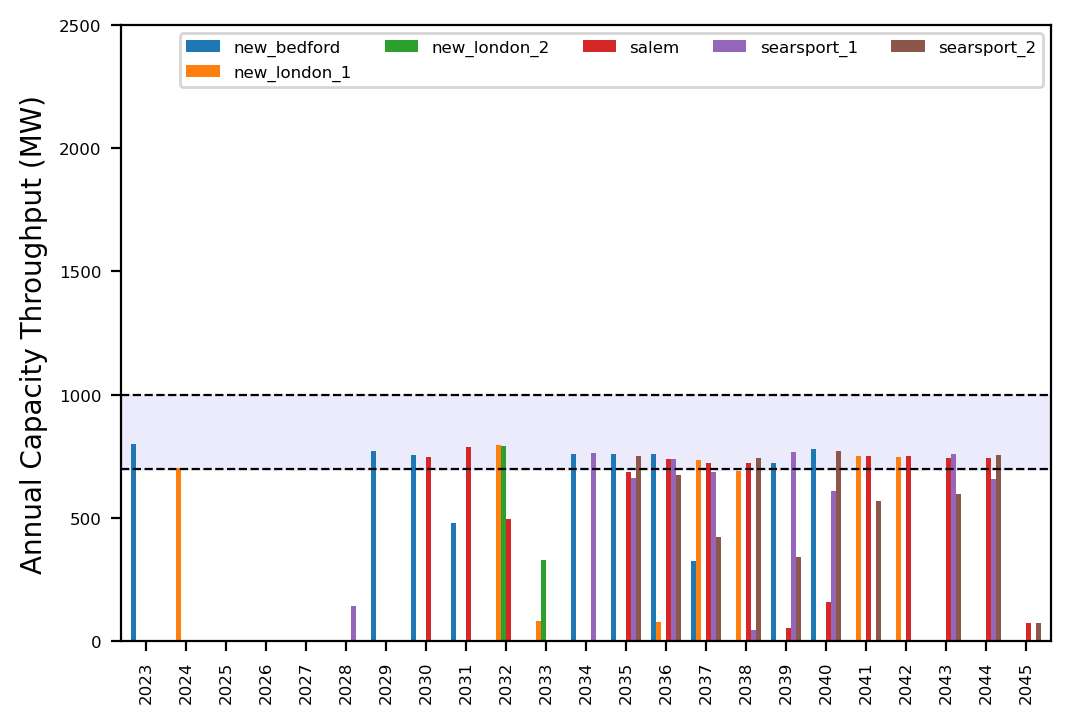 2500
new_bedford new_london_2 salem searsport_1 searsport_2
new_london_1
2000
1500
1000
500
0
Annual Capacity Throughput (MW)
2023 2024 2025 2026 2027 2028 2029 2030 2031 2032 2033 2034 2035 2036 2037 2038 2039 2040 2041 2042 2043 2044 2045